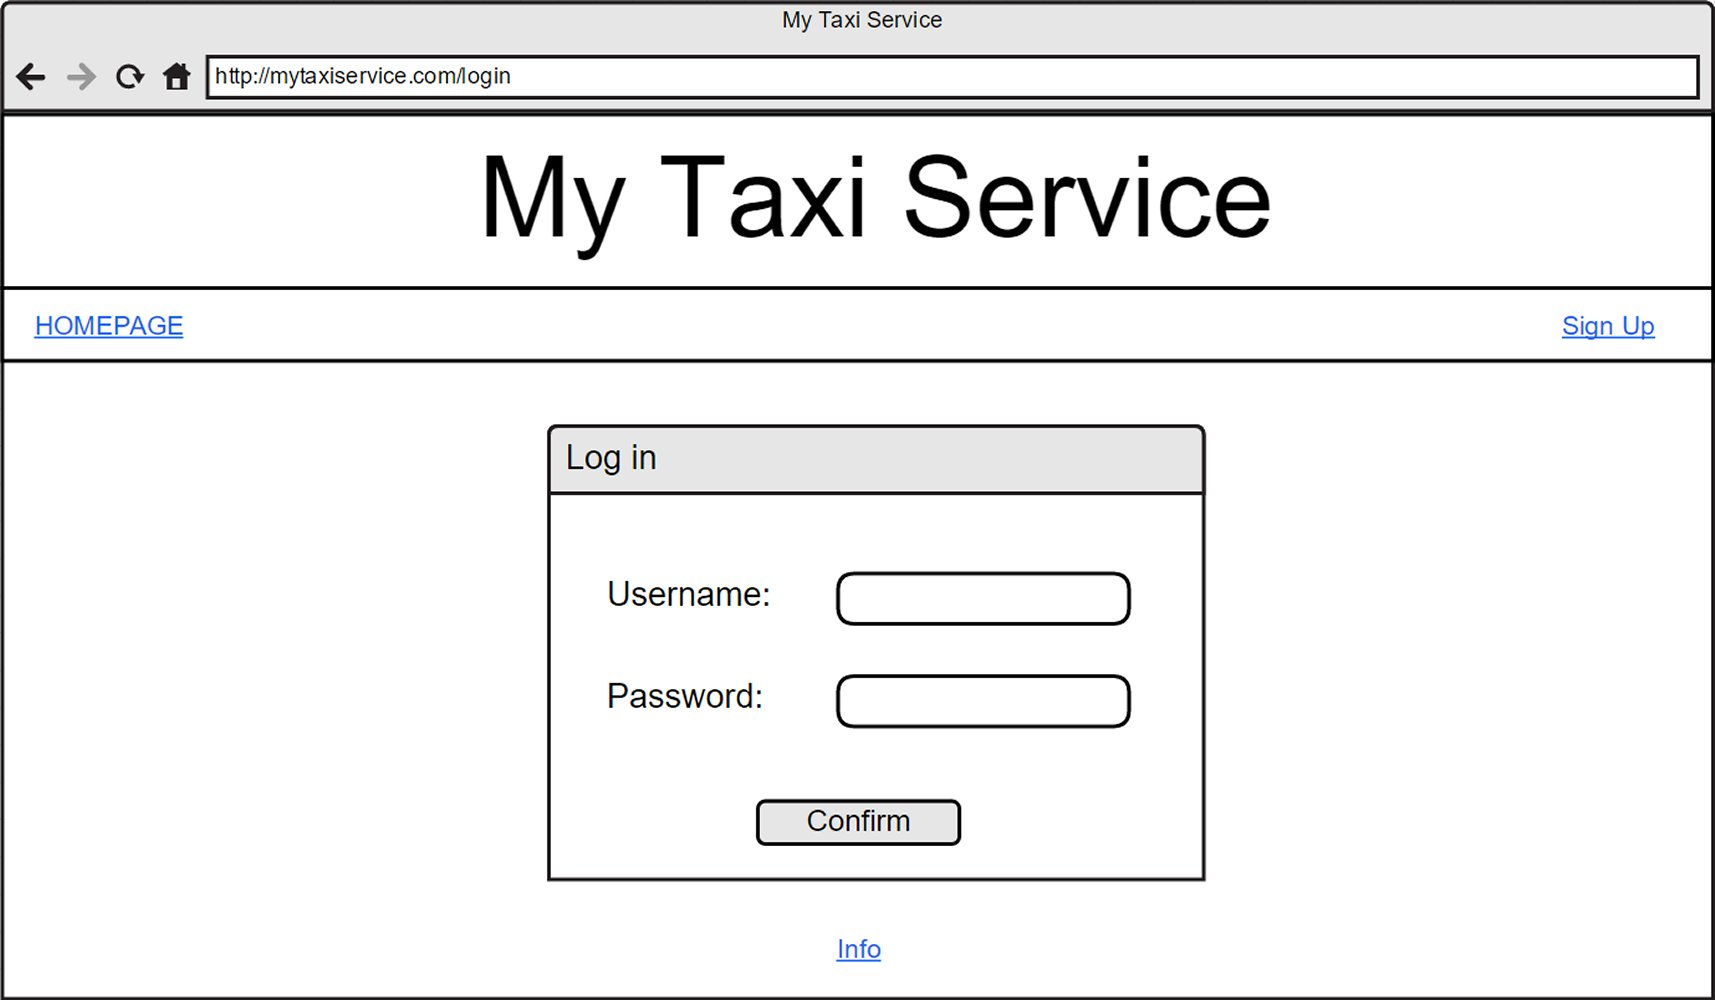 My Taxi Service
http://mytaxiservice.com/login
My Taxi Service
HOMEPAGE Sign Up
Log in
Username:
Password:
Confirm
Info